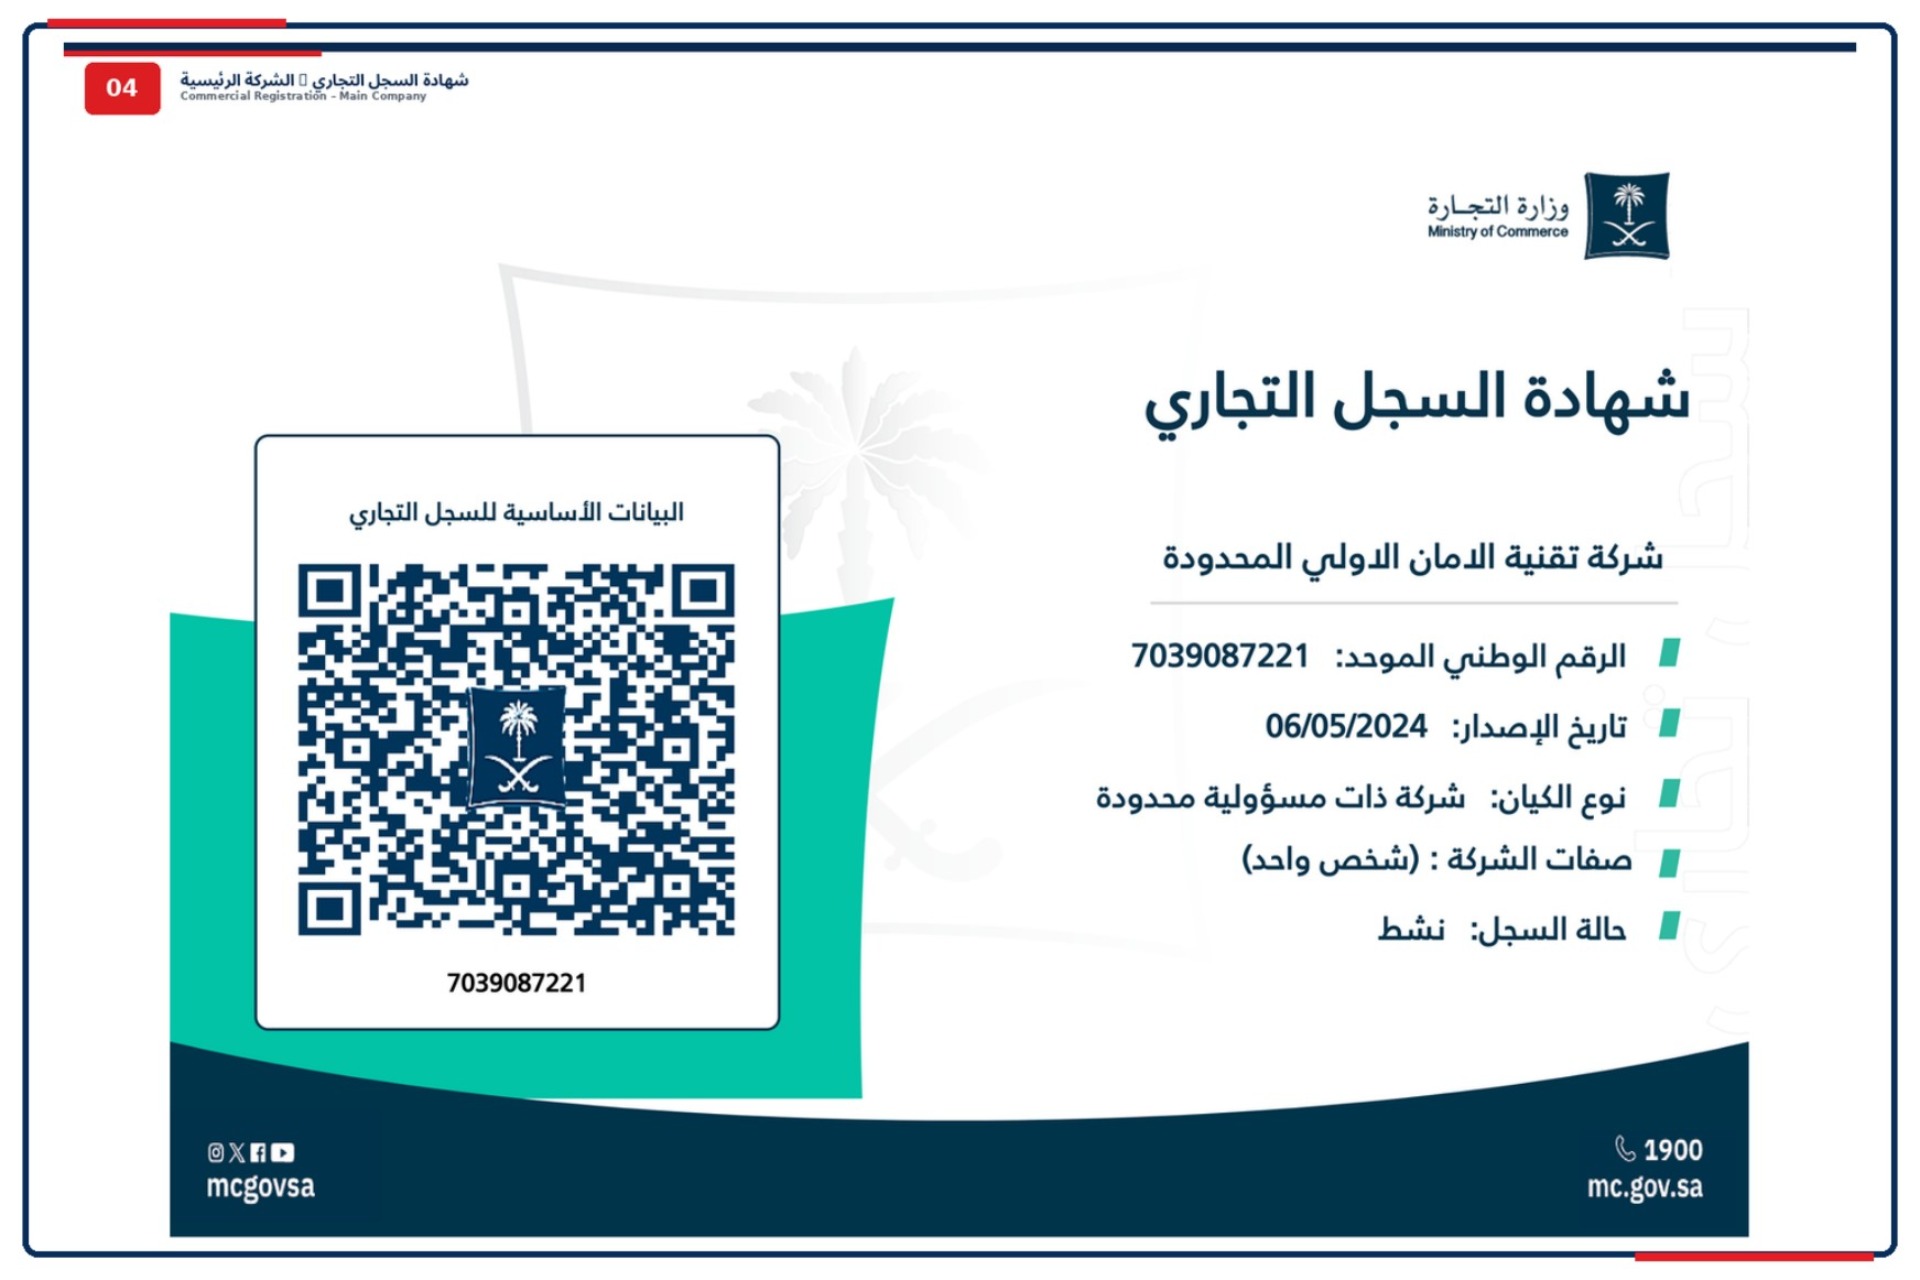 04
شهادة السجل التجاري ▯ الشركة الرئيسية
Commercial Registration - Main Company
وزارة التجـارة
Ministry of Commerce
شهادة السجل التجاري
شركة تقنية الامان الاولي المحدودة
الرقم الوطني الموحد: 7039087221
تاريخ الإصدار: 06/05/2024
نوع الكيان: شركة ذات مسؤولية محدودة
صفات الشركة : (شخص واحد)
حالة السجل: نشط
البيانات الأساسية للسجل التجاري
7039087221
1900
mc.gov.sa
mcgovsa